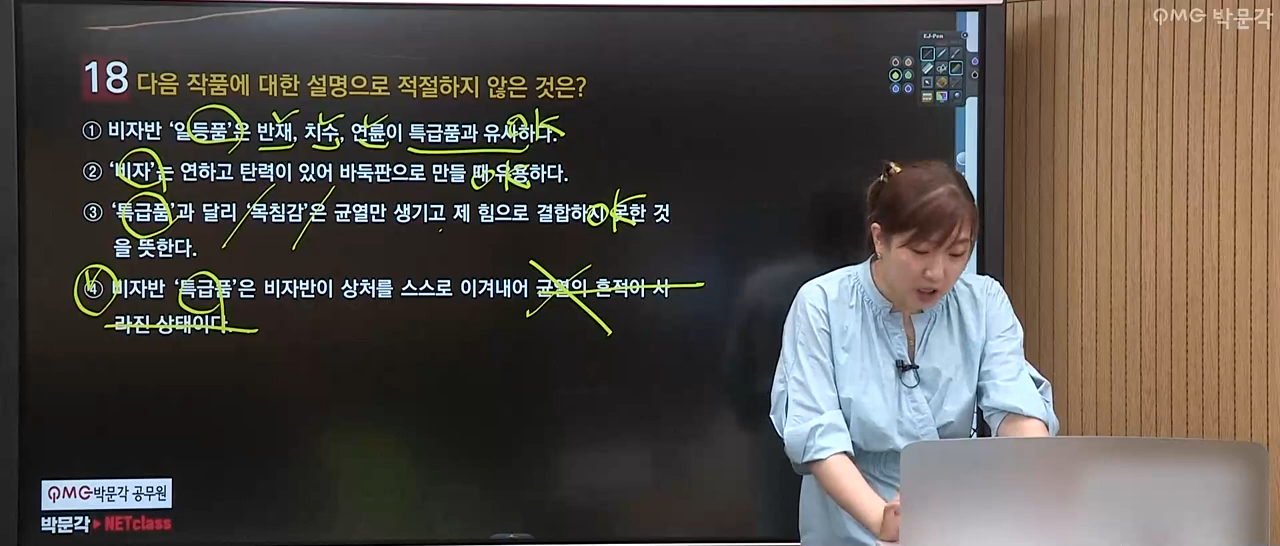 QMG 박문각
EJ-Pen
18 다음 작품에 대한 설명으로 적절하지 않은 것은?
① 비자반 '일등품'은 반재, 치수, 연륜이 특급품과 유사하다. OK
② '비자'는 연하고 탄력이 있어 바둑판으로 만들 때 유용하다. OK
③ '특급품'과 달리 '목침감'은 균열만 생기고 제 힘으로 결합하지 못한 것 OK
을 뜻한다.
④ 비자반 '특급품'은 비자반이 상처를 스스로 이겨내어 균열의 흔적이 사
라진 상태이다.
QMG 박문각 공무원
박문각 ▶ NETclass